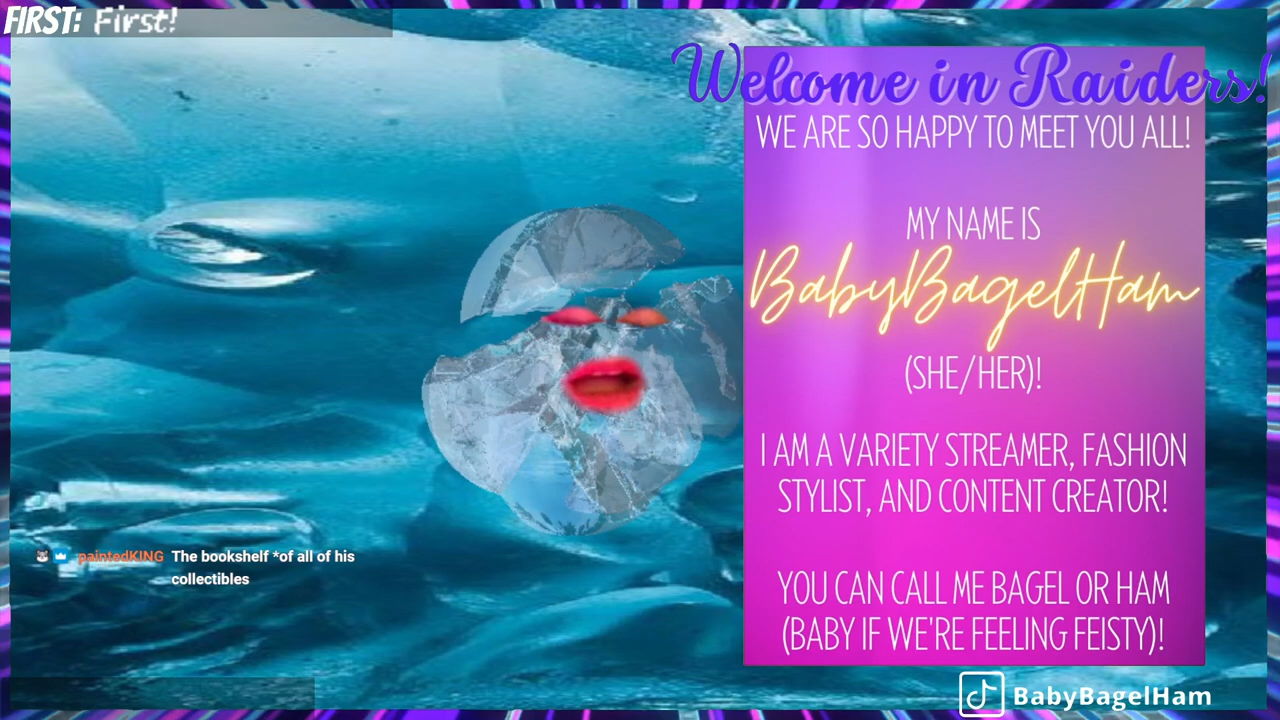 FIRST: First!
Welcome in Raiders!
WE ARE SO HAPPY TO MEET YOU ALL!
MY NAME IS
BabyBagelHam
(SHE/HER)!
I AM A VARIETY STREAMER, FASHION
STYLIST, AND CONTENT CREATOR!
YOU CAN CALL ME BAGEL OR HAM
(BABY IF WE'RE FEELING FEISTY)!
paintedKING The bookshelf *of all of his
collectibles
BabyBagelHam